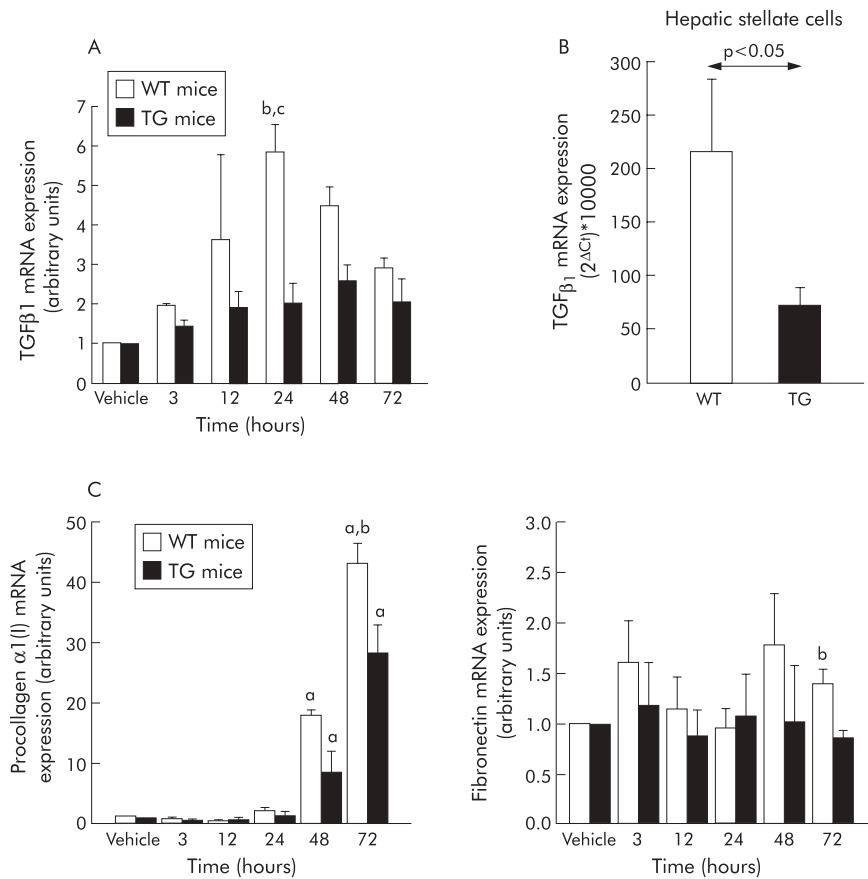 A
WT mice
TG mice
TGFβ1 mRNA expression
(arbitrary units)
7
6
5
4
3
2
1
0
b,c
Vehicle 3 12 24 48 72
Time (hours)
B
Hepatic stellate cells
p<0.05
TGFβ1 mRNA expression
(2^ΔCt)*10000
300
250
200
150
100
50
0
WT TG
C
WT mice
TG mice
Procollagen α1(I) mRNA
expression (arbitrary units)
50
40
30
20
10
0
a
a
a,b
a
Vehicle 3 12 24 48 72
Time (hours)
Fibronectin mRNA expression
(arbitrary units)
3.0
2.5
2.0
1.5
1.0
0.5
0.0
b
Vehicle 3 12 24 48 72
Time (hours)